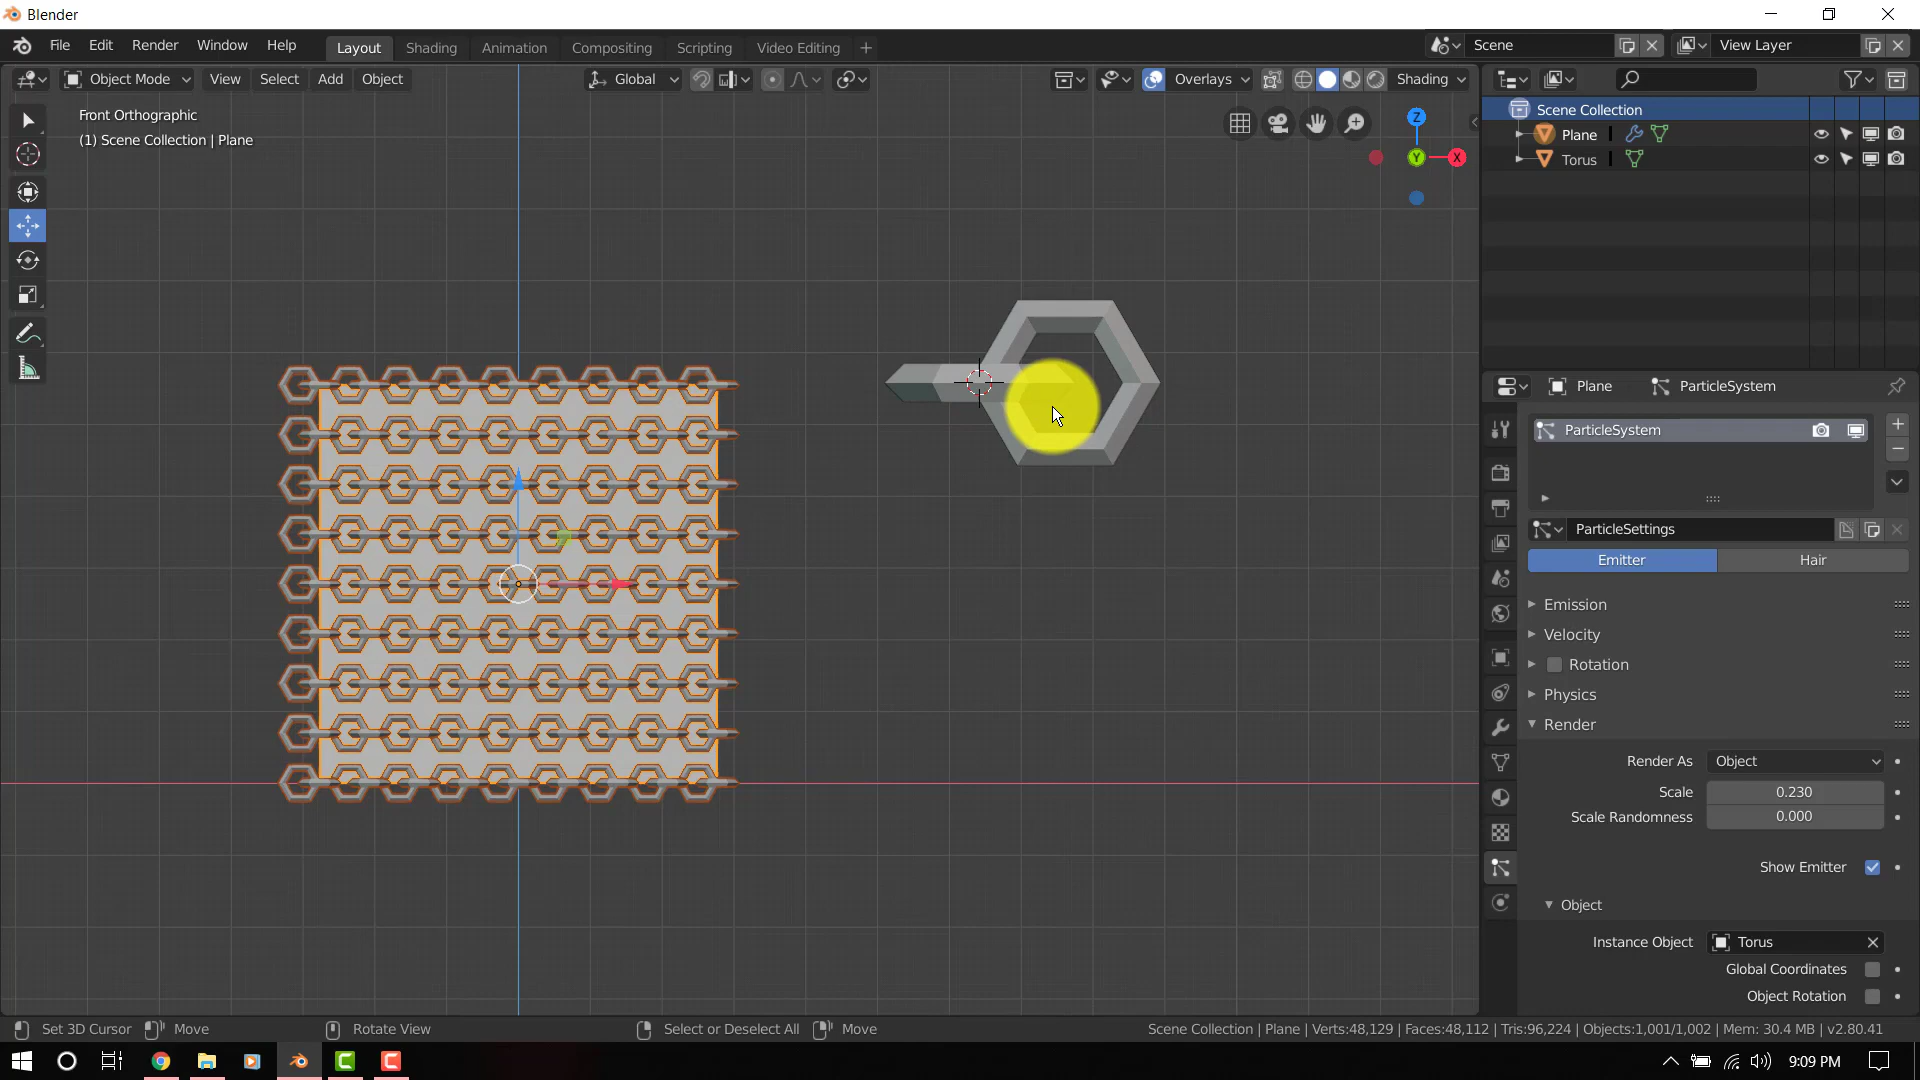 Blender
File Edit Render Window Help Layout Shading Animation Compositing Scripting Video Editing + Scene View Layer
Object Mode View Select Add Object Global Overlays Shading
Front Orthographic
(1) Scene Collection | Plane
Z
Y
X
Scene Collection
Plane
Torus
Plane ParticleSystem
ParticleSystem
ParticleSettings
Emitter Hair
Emission
Velocity
Rotation
Physics
Render
Render As Object
Scale 0.230
Scale Randomness 0.000
Show Emitter
Object
Instance Object Torus
Global Coordinates
Object Rotation
Set 3D Cursor Move Rotate View Select or Deselect All Move Scene Collection | Plane | Verts:48,129 | Faces:48,112 | Tris:96,224 | Objects:1,001/1,002 | Mem: 30.4 MB | v2.80.41
9:09 PM